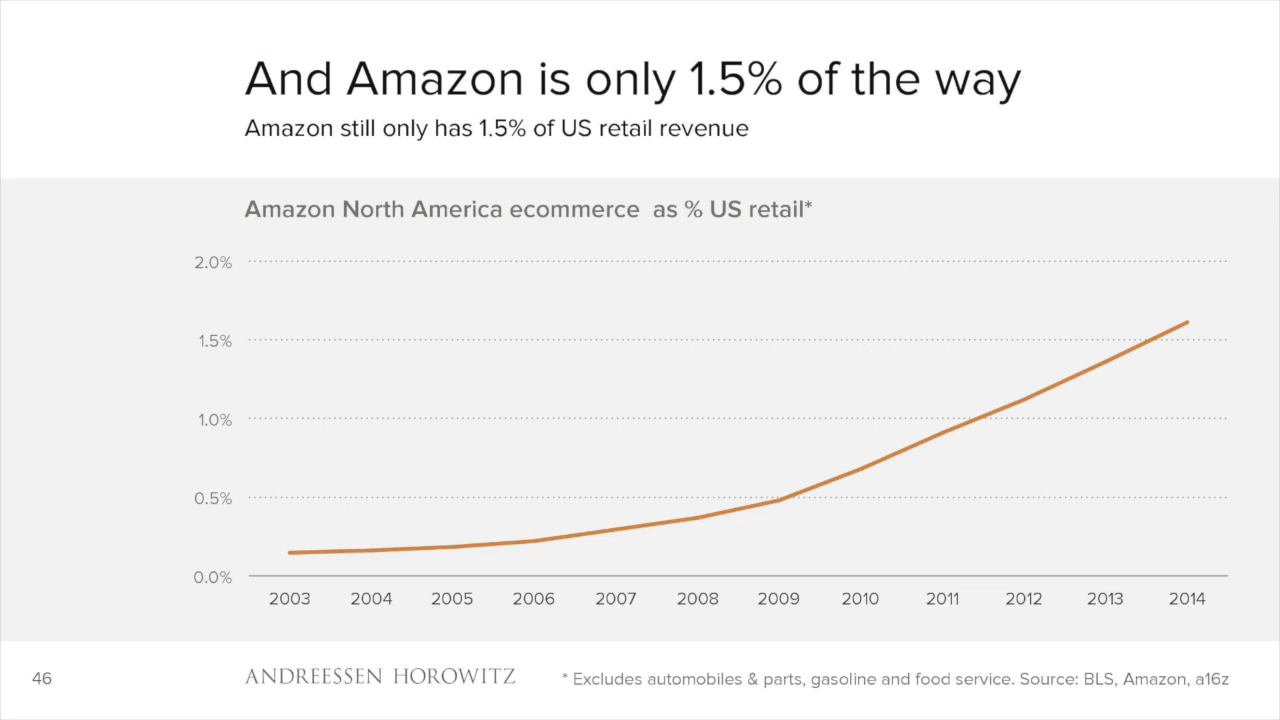 And Amazon is only 1.5% of the way
Amazon still only has 1.5% of US retail revenue
Amazon North America ecommerce  as % US retail*
2.0%
1.5%
1.0%
0.5%
0.0%
2003 2004 2005 2006 2007 2008 2009 2010 2011 2012 2013 2014
46
ANDREESSEN HOROWITZ
* Excludes automobiles & parts, gasoline and food service. Source: BLS, Amazon, a16z